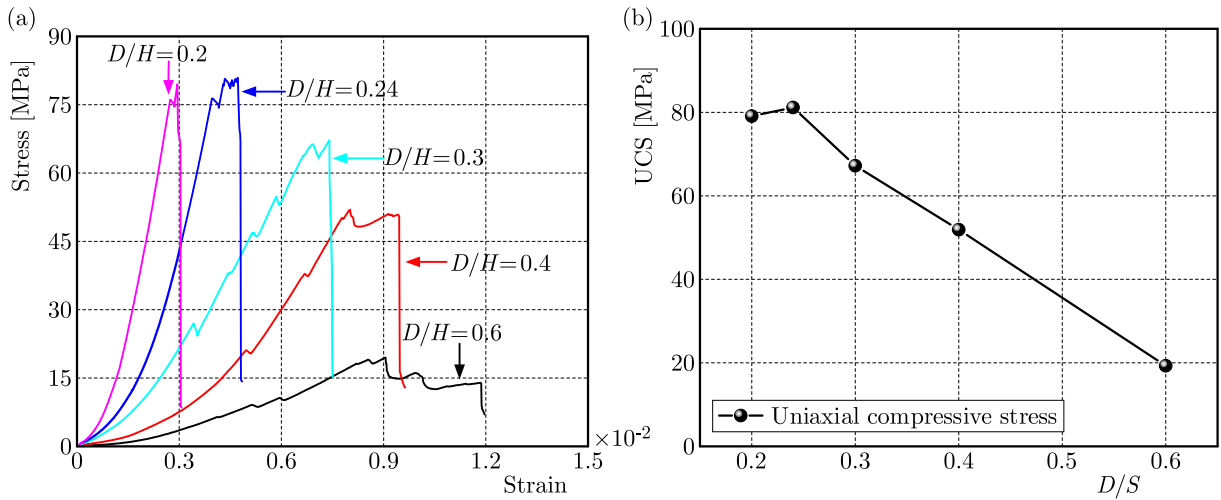 (a)
Stress [MPa]
90
75
60
45
30
15
0
D/H=0.2
D/H=0.24
D/H=0.3
D/H=0.4
D/H=0.6
0
0.3
0.6
0.9
1.2
1.5
×10⁻²
Strain
(b)
UCS [MPa]
100
80
60
40
20
0
Uniaxial compressive stress
0.2
0.3
0.4
0.5
0.6
D/S